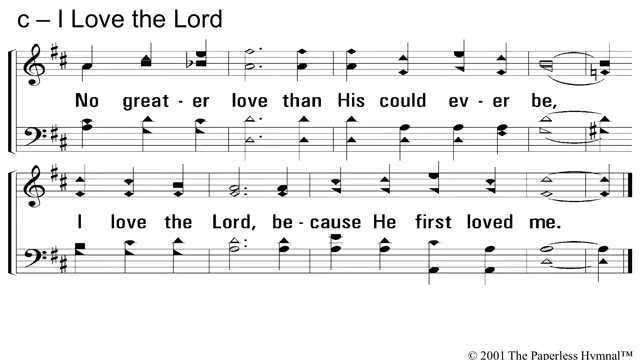 c – I Love the Lord
No great - er love than His could ev - er be,
I love the Lord, be - cause He first loved me.
© 2001 The Paperless Hymnal™